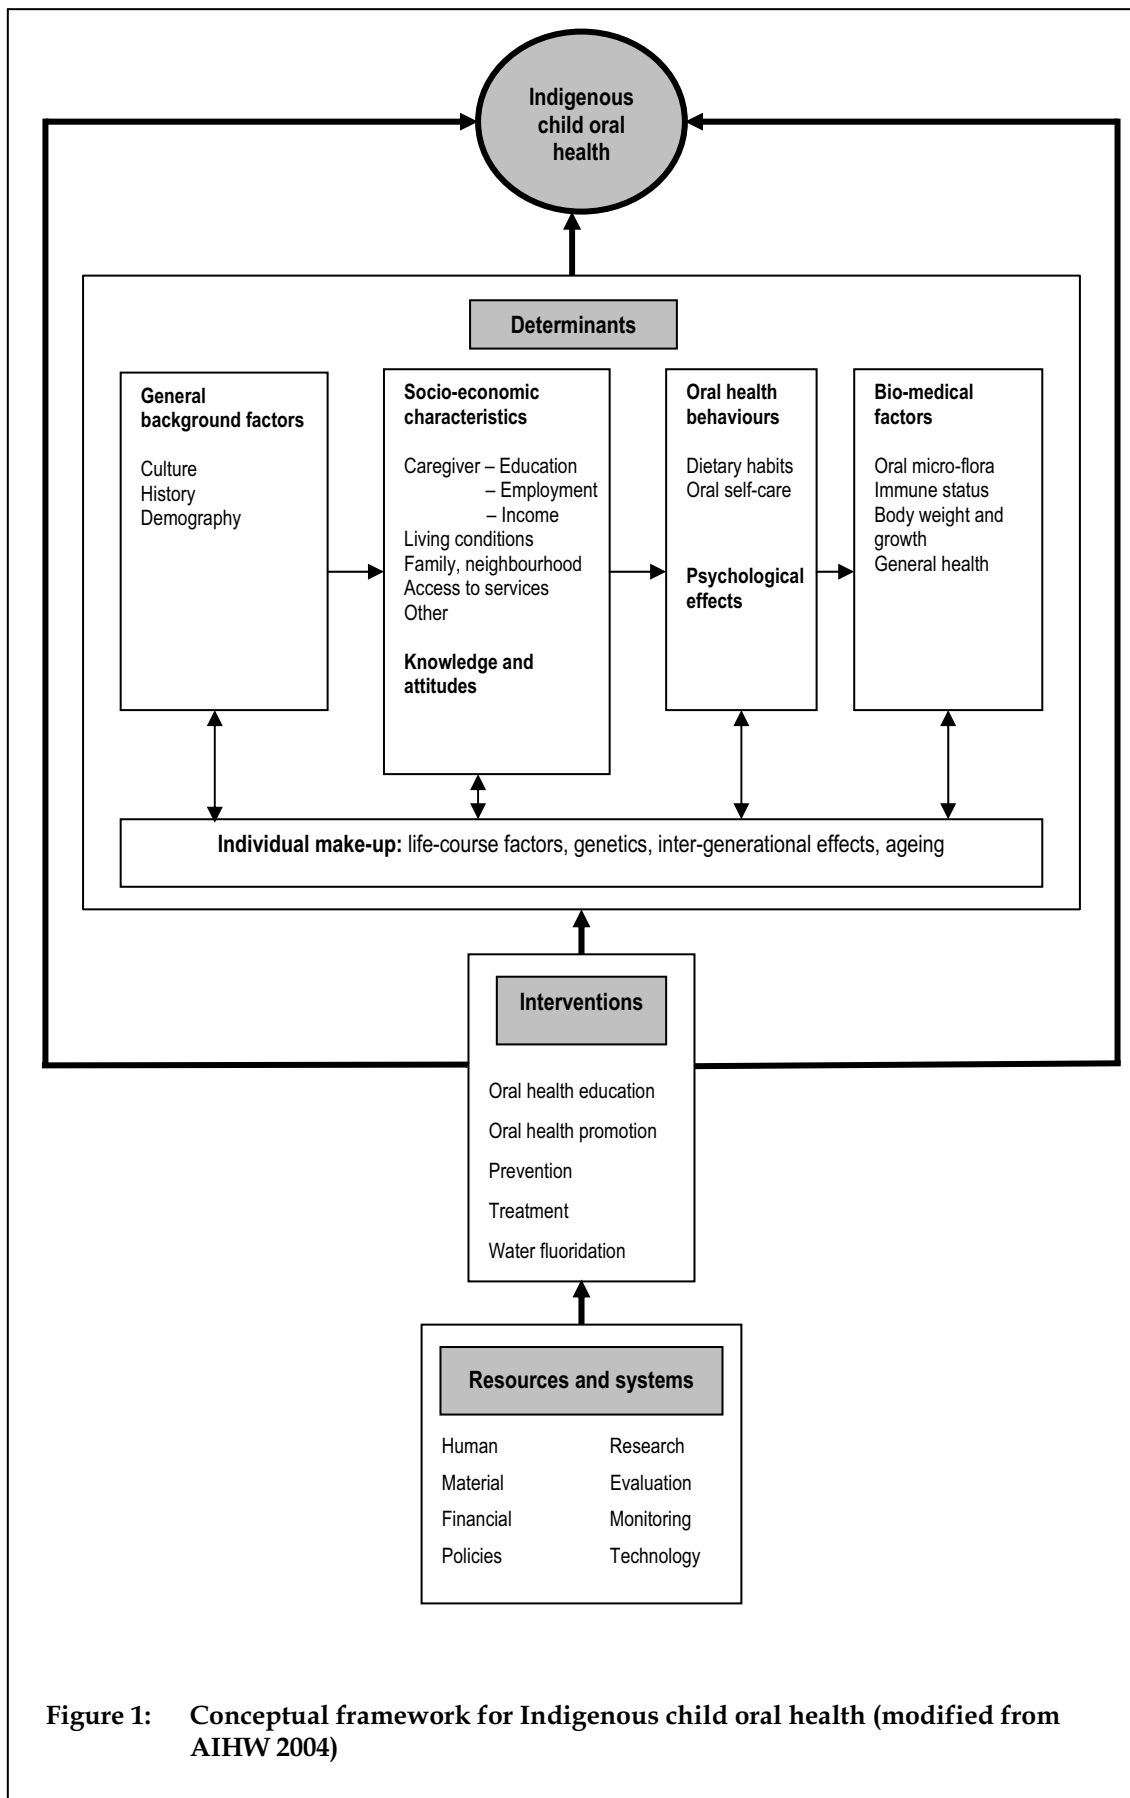 Indigenous
child oral
health
Determinants
General
background factors
Culture
History
Demography
Socio-economic
characteristics
Caregiver – Education
– Employment
– Income
Living conditions
Family, neighbourhood
Access to services
Other
Knowledge and
attitudes
Oral health
behaviours
Dietary habits
Oral self-care
Psychological
effects
Bio-medical
factors
Oral micro-flora
Immune status
Body weight and
growth
General health
Individual make-up: life-course factors, genetics, inter-generational effects, ageing
Interventions
Oral health education
Oral health promotion
Prevention
Treatment
Water fluoridation
Resources and systems
Human
Material
Financial
Policies
Research
Evaluation
Monitoring
Technology
Figure 1: Conceptual framework for Indigenous child oral health (modified from
AIHW 2004)